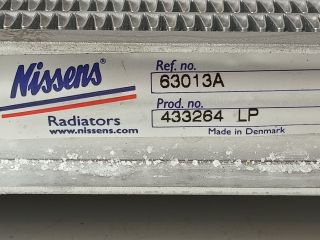 Nissens®
Radiators
www.nissens.com
Ref. no.
63013A
Prod. no.
433264 LP
Made in Denmark